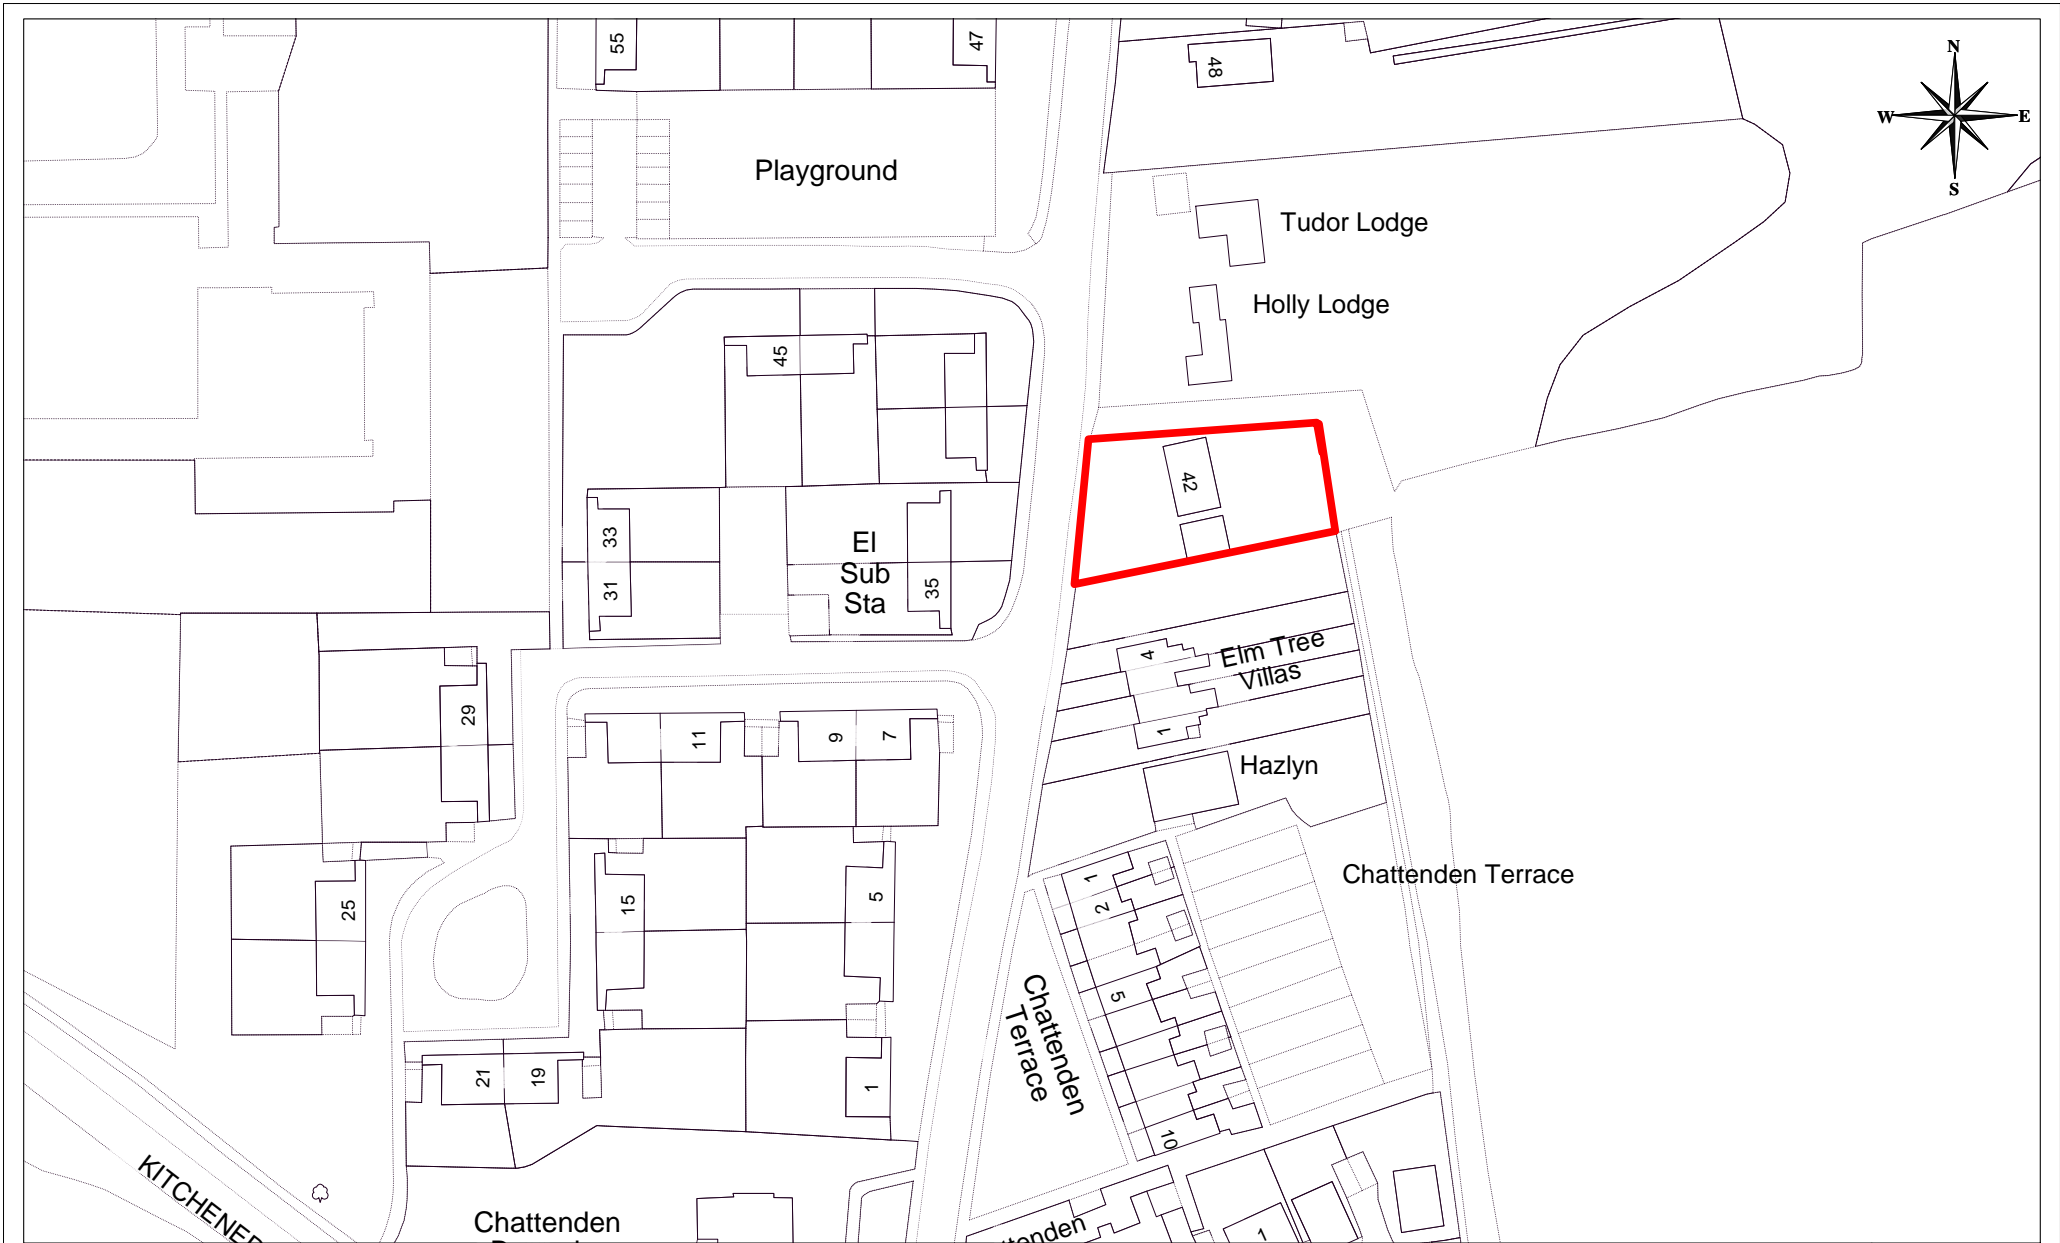 55
47
48
N
W
E
S
Playground
Tudor Lodge
Holly Lodge
45
42
33
31
El
Sub
Sta
35
4
Elm Tree
Villas
1
29
11
9
7
Hazlyn
Chattenden Terrace
25
15
5
1
2
5
10
Chattenden
Terrace
21
19
1
KITCHENER
Chattenden
1